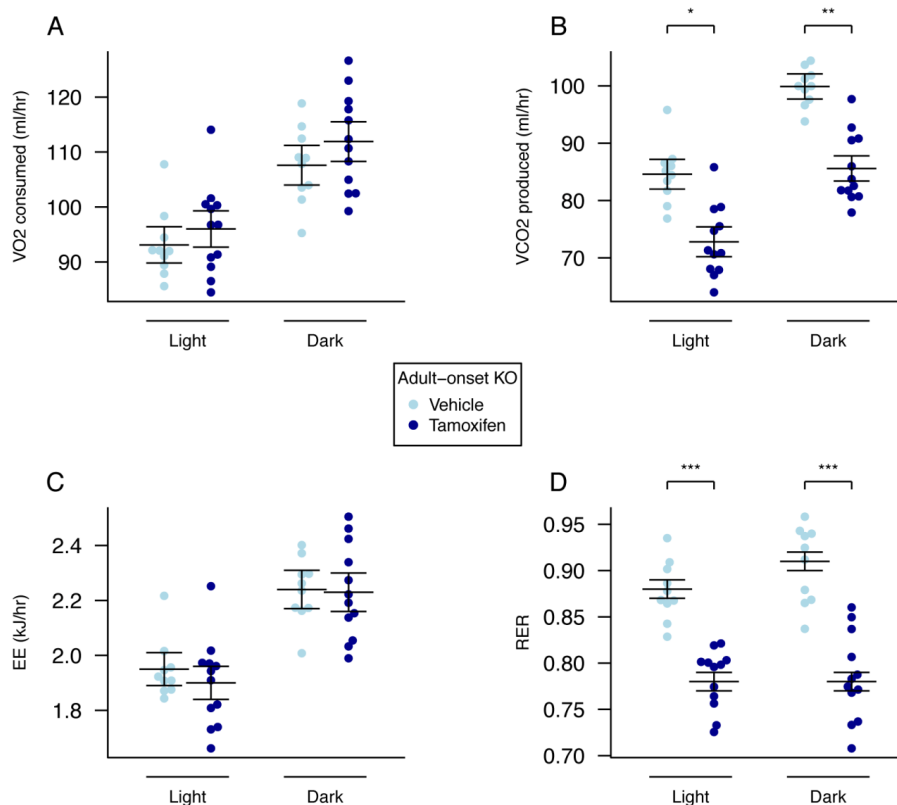 A
VO2 consumed (ml/hr)
120
110
100
90
Light
Dark
B
*
**
VCO2 produced (ml/hr)
100
90
80
70
Light
Dark
Adult−onset KO
Vehicle
Tamoxifen
C
EE (kJ/hr)
2.4
2.2
2.0
1.8
Light
Dark
D
***
***
RER
0.95
0.90
0.85
0.80
0.75
0.70
Light
Dark